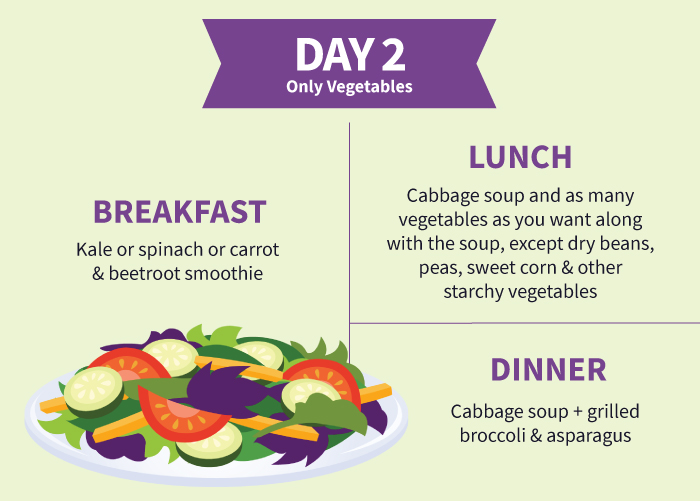 DAY 2
Only Vegetables
BREAKFAST
Kale or spinach or carrot
& beetroot smoothie
LUNCH
Cabbage soup and as many
vegetables as you want along
with the soup, except dry beans,
peas, sweet corn & other
starchy vegetables
DINNER
Cabbage soup + grilled
broccoli & asparagus